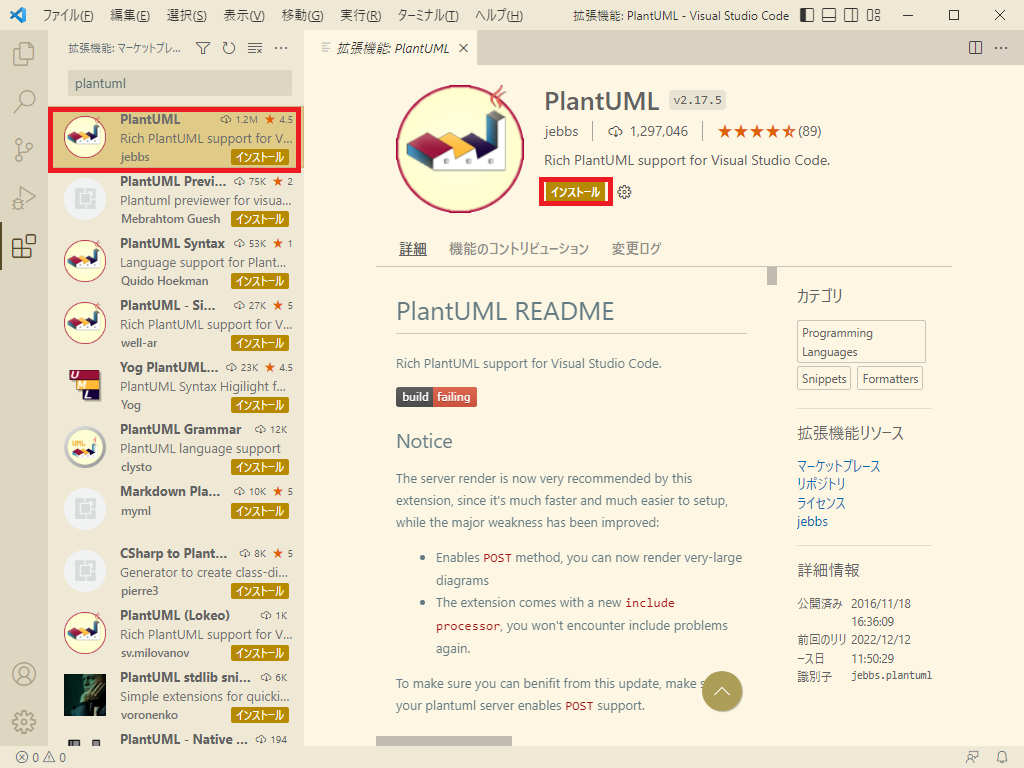 ファイル(F) 編集(E) 選択(S) 表示(V) 移動(G) 実行(R) ターミナル(T) ヘルプ(H) 拡張機能: PlantUML - Visual Studio Code
拡張機能: マーケットプレ...
plantuml
PlantUML 1.2M ★ 4.5
Rich PlantUML support for V...
jebbs インストール
PlantUML Previ... 75K ★ 2
Plantuml previewer for visua...
Mebrahtom Guesh インストール
PlantUML Syntax 53K ★ 1
Language support for Plant...
Quido Hoekman インストール
PlantUML - Si... 27K ★ 5
Rich PlantUML support for V...
well-ar インストール
UML
Yog PlantUML... 23K ★ 4.5
PlantUML Syntax Higilight f...
Yog インストール
UML
PlantUML Grammar 12K
PlantUML language support
clysto インストール
Markdown Pla... 10K ★ 5
myml インストール
CSharp to Plant... 8K ★ 5
Generator to create class-di...
pierre3 インストール
PlantUML (Lokeo) 1K
Rich PlantUML support for V...
sv.milovanov インストール
PlantUML stdlib sni... 6K
Simple extensions for quicki...
voronenko インストール
PlantUML - Native ... 194
拡張機能: PlantUML
PlantUML v2.17.5
jebbs 1,297,046 ★★★★ (89)
Rich PlantUML support for Visual Studio Code.
インストール
詳細 機能のコントリビューション 変更ログ
PlantUML README
Rich PlantUML support for Visual Studio Code.
build failing
Notice
The server render is now very recommended by this
extension, since it's much faster and much easier to setup,
while the major weakness has been improved:
• Enables POST method, you can now render very-large
diagrams
• The extension comes with a new include
processor, you won't encounter include problems
again.
To make sure you can benifit from this update, make s
your plantuml server enables POST support.
カテゴリ
Programming
Languages
Snippets Formatters
拡張機能リソース
マーケットプレース
リポジトリ
ライセンス
jebbs
詳細情報
公開済み 2016/11/18
16:36:09
前回のリリ 2022/12/12
ース日 11:50:29
識別子 jebbs.plantuml
0 0